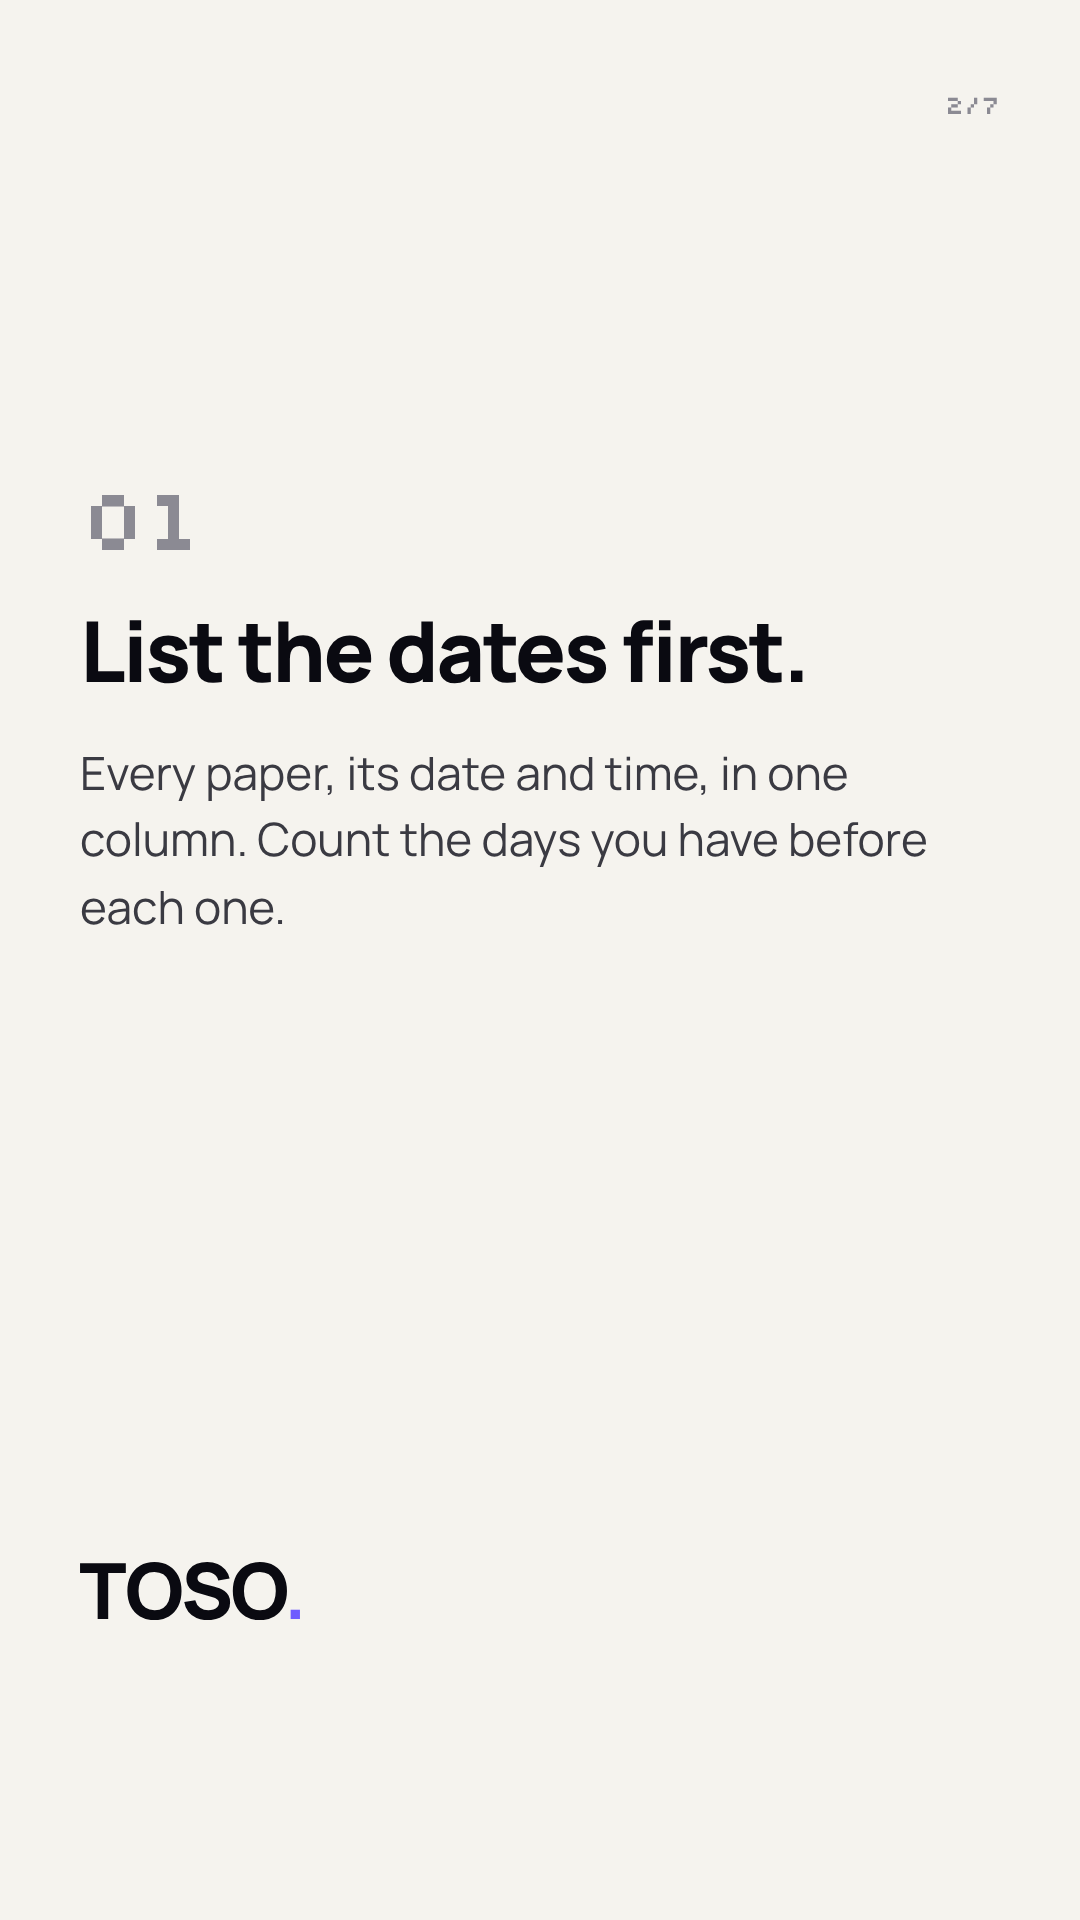 2/7
01
List the dates first.
Every paper, its date and time, in one
column. Count the days you have before
each one.
TOSO.